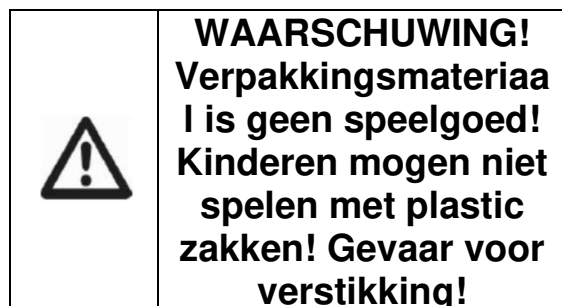 WAARSCHUWING!
Verpakkingsmateriaa
l is geen speelgoed!
Kinderen mogen niet
spelen met plastic
zakken! Gevaar voor
verstikking!